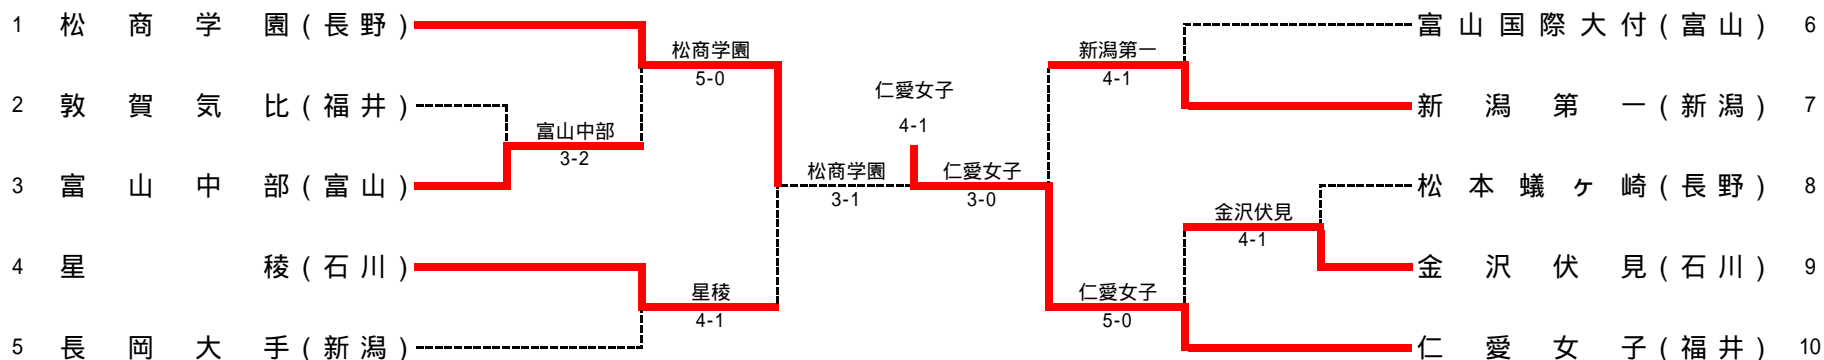 1 松商学園(長野)
松商学園
5-0
2 敦賀気比(福井)
富山中部
3-2
3 富山中部(富山)
松商学園
3-1
4 星稜(石川)
星稜
4-1
5 長岡大手(新潟)
仁愛女子
4-1
仁愛女子
3-0
富山国際大付(富山) 6
新潟第一
4-1
新潟第一(新潟) 7
松本蟻ヶ崎(長野) 8
金沢伏見
4-1
金沢伏見(石川) 9
仁愛女子
5-0
仁愛女子(福井) 10